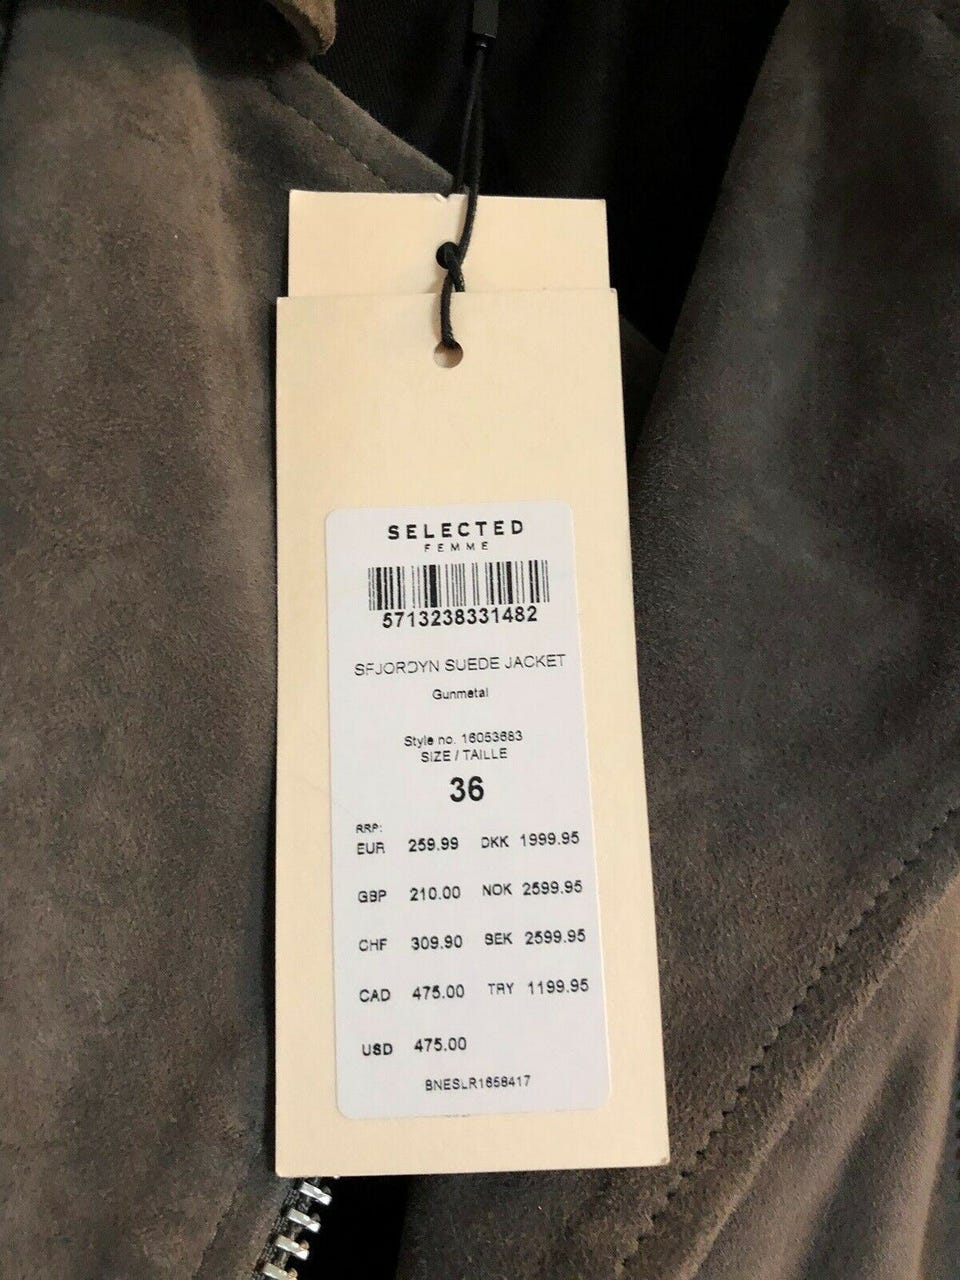 SELECTED
FEMME
5713238331482
SFJORDYN SUEDE JACKET
Gunmetal
Style no. 16053683
SIZE / TAILLE
36
RRP:
EUR 259.99 DKK 1999.95
GBP 210.00 NOK 2599.95
CHF 309.90 SEK 2599.95
CAD 475.00 TRY 1199.95
USD 475.00
BNESLR1656417